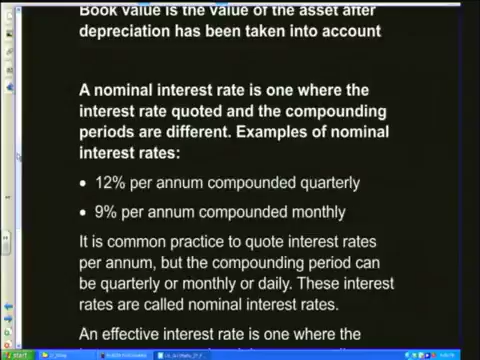 Book value is the value of the asset after
depreciation has been taken into account
A nominal interest rate is one where the
interest rate quoted and the compounding
periods are different. Examples of nominal
interest rates:
• 12% per annum compounded quarterly
• 9% per annum compounded monthly
It is common practice to quote interest rates
per annum, but the compounding period can
be quarterly or monthly or daily. These interest
rates are called nominal interest rates.
An effective interest rate is one where the
start